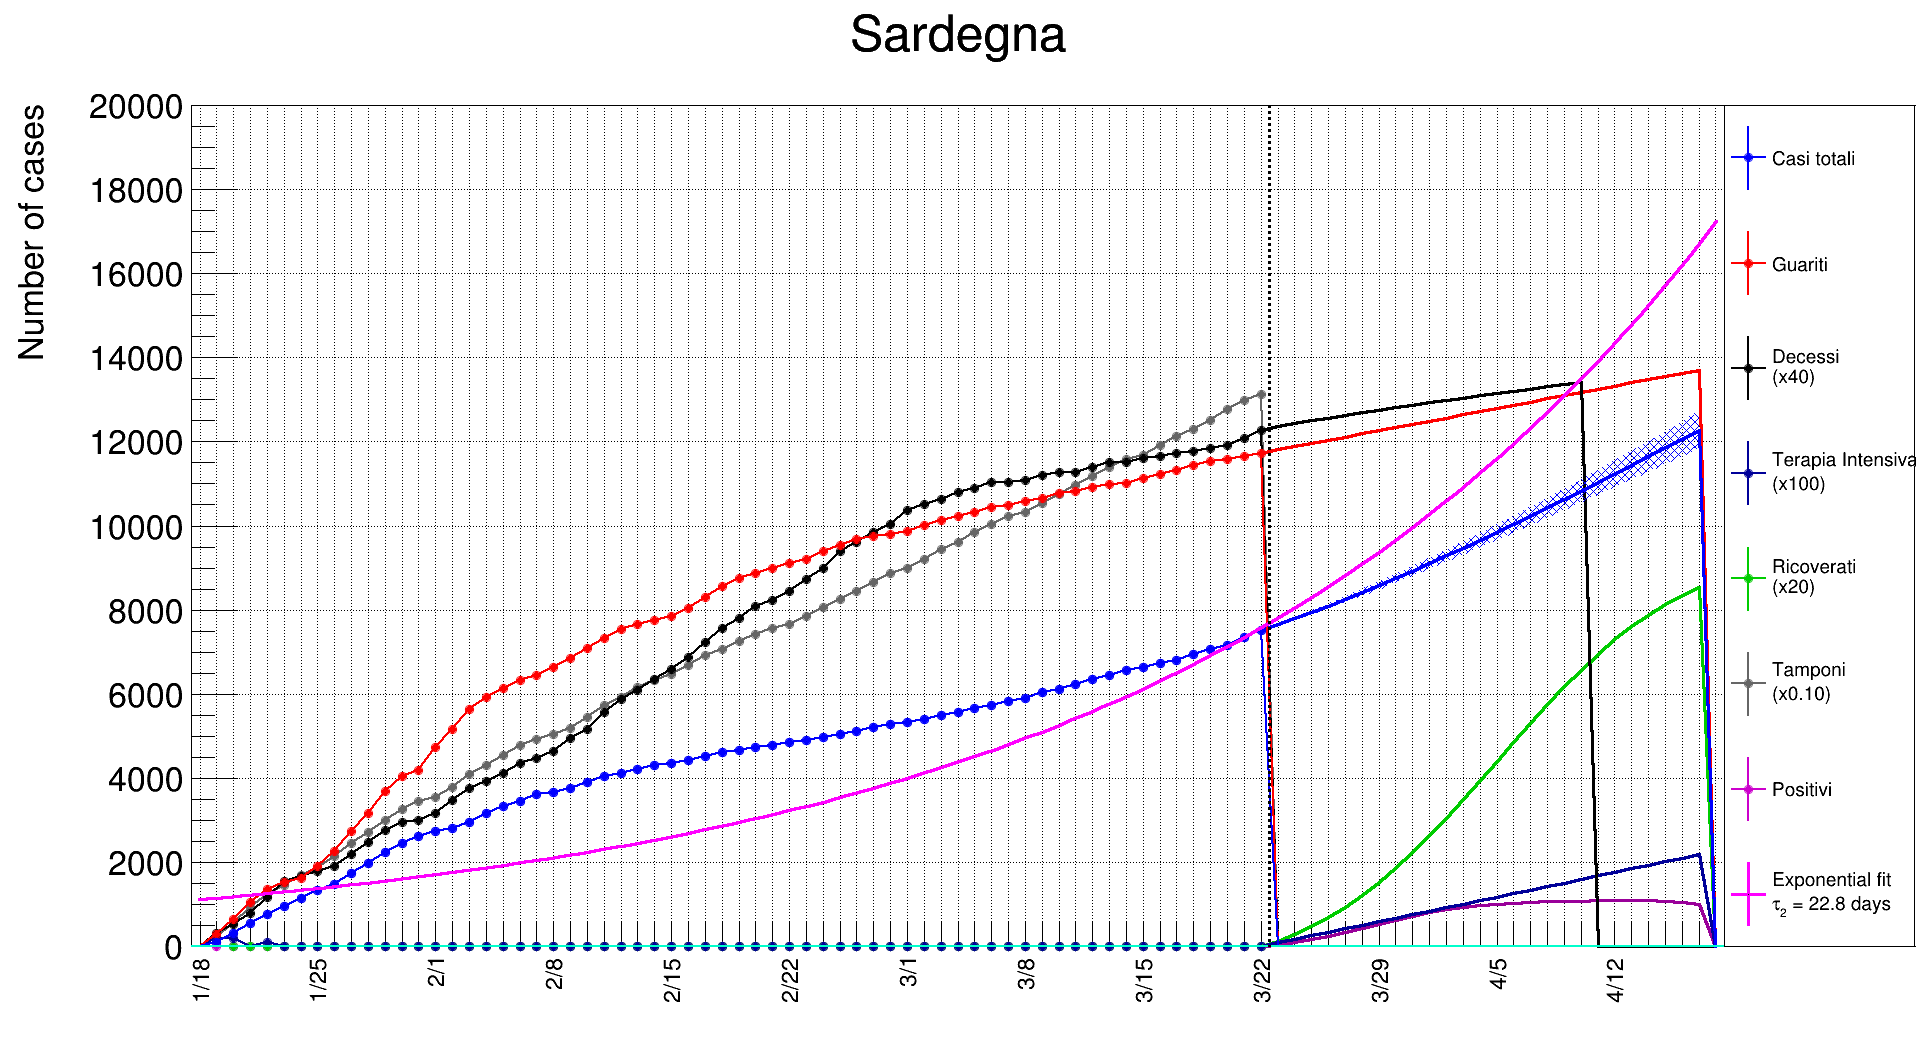 Sardegna
Number of cases
20000
18000
16000
14000
12000
10000
8000
6000
4000
2000
0
1/18
1/25
2/1
2/8
2/15
2/22
3/1
3/8
3/15
3/22
3/29
4/5
4/12
Casi totali
Guariti
Decessi
(x40)
Terapia Intensiva
(x100)
Ricoverati
(x20)
Tamponi
(x0.10)
Positivi
Exponential fit
τ₂ = 22.8 days